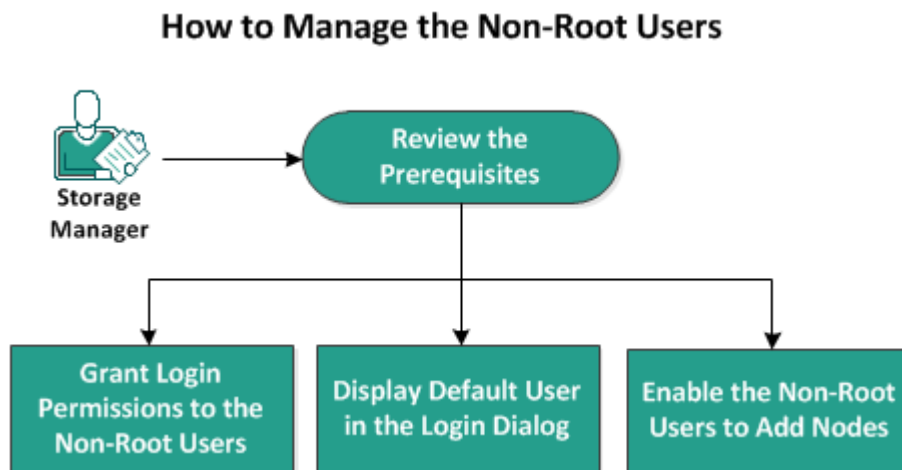 How to Manage the Non-Root Users
Review the
Prerequisites
Storage
Manager
Grant Login
Permissions to the
Non-Root Users
Display Default User
in the Login Dialog
Enable the Non-Root
Users to Add Nodes